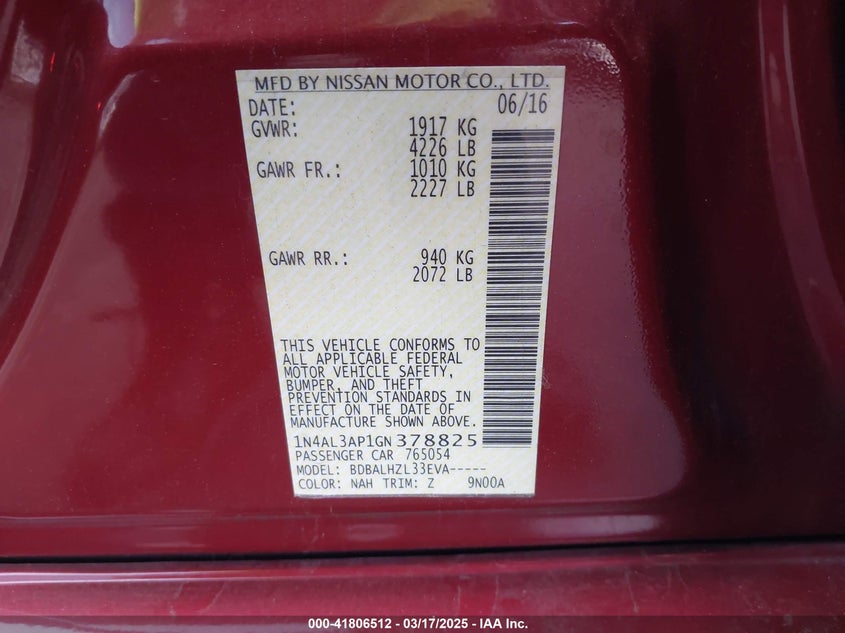 MFD BY NISSAN MOTOR CO., LTD.
DATE: 06/16
GVWR: 1917 KG
4226 LB
GAWR FR.: 1010 KG
2227 LB
GAWR RR.: 940 KG
2072 LB
THIS VEHICLE CONFORMS TO
ALL APPLICABLE FEDERAL
MOTOR VEHICLE SAFETY,
BUMPER, AND THEFT
PREVENTION STANDARDS IN
EFFECT ON THE DATE OF
MANUFACTURE SHOWN ABOVE.
1N4AL3AP1GN378825
PASSENGER CAR 765054
MODEL: BDBALHZL33EVA-----
COLOR: NAH TRIM: Z 9N00A
000-41806512 — 03/17/2025 — IAA Inc.